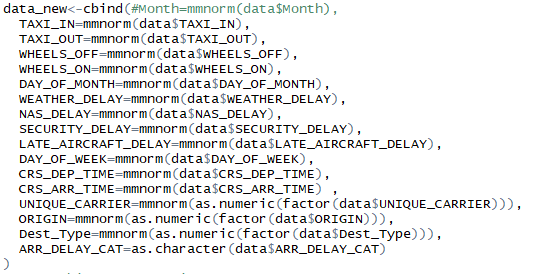 data_new<-cbind(#Month=mmnorm(data$Month),
TAXI_IN=mmnorm(data$TAXI_IN),
TAXI_OUT=mmnorm(data$TAXI_OUT),
WHEELS_OFF=mmnorm(data$WHEELS_OFF),
WHEELS_ON=mmnorm(data$WHEELS_ON),
DAY_OF_MONTH=mmnorm(data$DAY_OF_MONTH),
WEATHER_DELAY=mmnorm(data$WEATHER_DELAY),
NAS_DELAY=mmnorm(data$NAS_DELAY),
SECURITY_DELAY=mmnorm(data$SECURITY_DELAY),
LATE_AIRCRAFT_DELAY=mmnorm(data$LATE_AIRCRAFT_DELAY),
DAY_OF_WEEK=mmnorm(data$DAY_OF_WEEK),
CRS_DEP_TIME=mmnorm(data$CRS_DEP_TIME),
CRS_ARR_TIME=mmnorm(data$CRS_ARR_TIME) ,
UNIQUE_CARRIER=mmnorm(as.numeric(factor(data$UNIQUE_CARRIER))),
ORIGIN=mmnorm(as.numeric(factor(data$ORIGIN))),
Dest_Type=mmnorm(as.numeric(factor(data$Dest_Type))),
ARR_DELAY_CAT=as.character(data$ARR_DELAY_CAT)
)